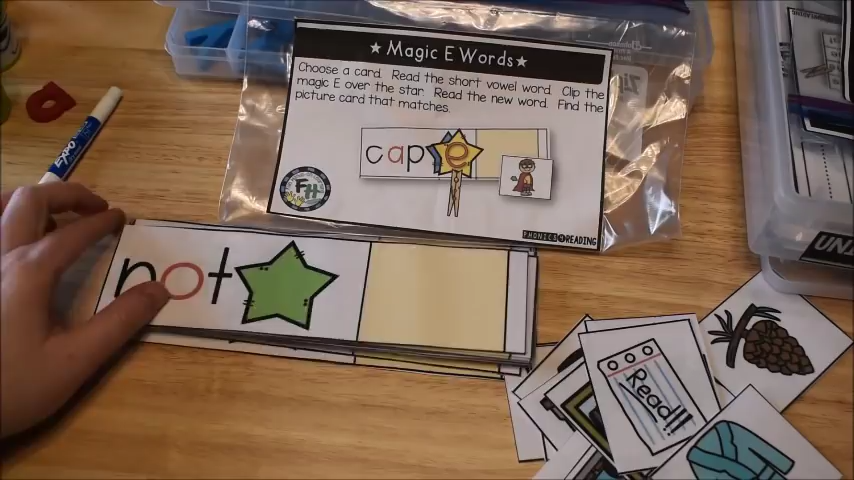 ★Magic E Words★
Choose a card. Read the short vowel word. Clip the
magic E over the star. Read the new word. Find the
picture card that matches.
cap e
FH
PHONICS READING
EXPO
not
Read!!